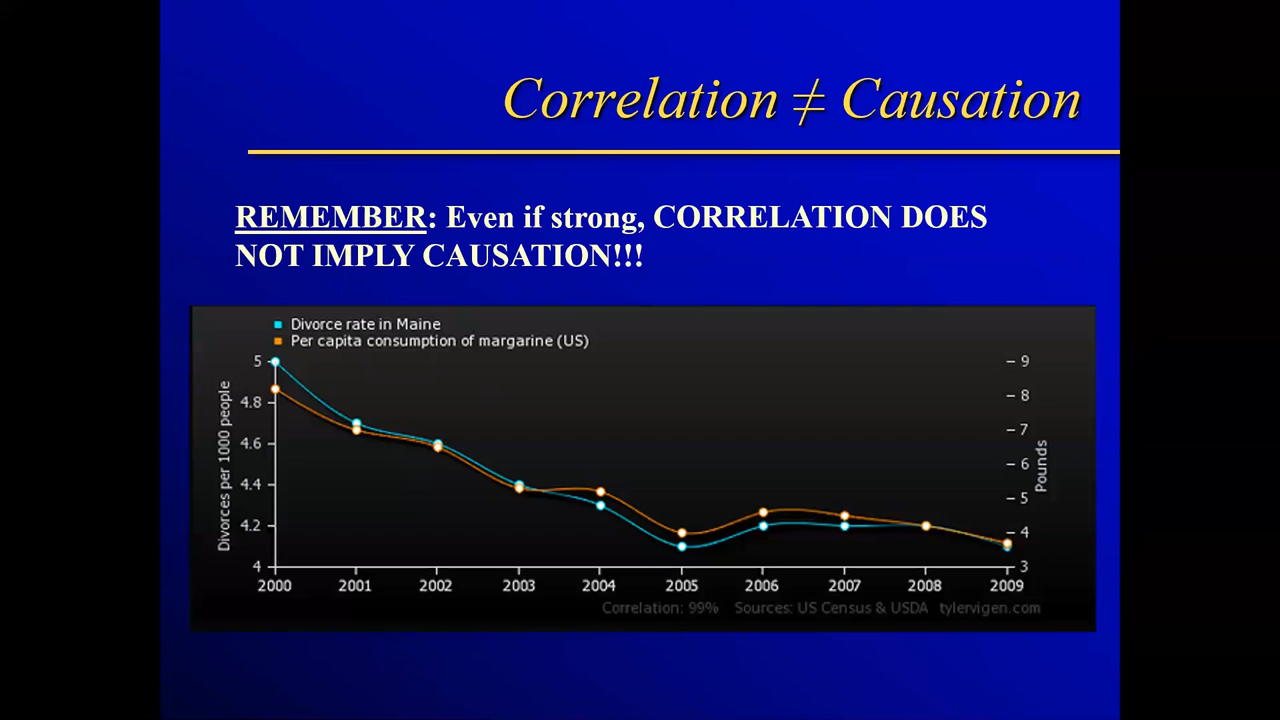 Correlation ≠ Causation
REMEMBER: Even if strong, CORRELATION DOES
NOT IMPLY CAUSATION!!!
Divorce rate in Maine
Per capita consumption of margarine (US)
Divorces per 1000 people
5
4.8
4.6
4.4
4.2
4
9
8
7
6
5
4
3
Pounds
2000 2001 2002 2003 2004 2005 2006 2007 2008 2009
Correlation: 99% Sources: US Census & USDA tylervigen.com